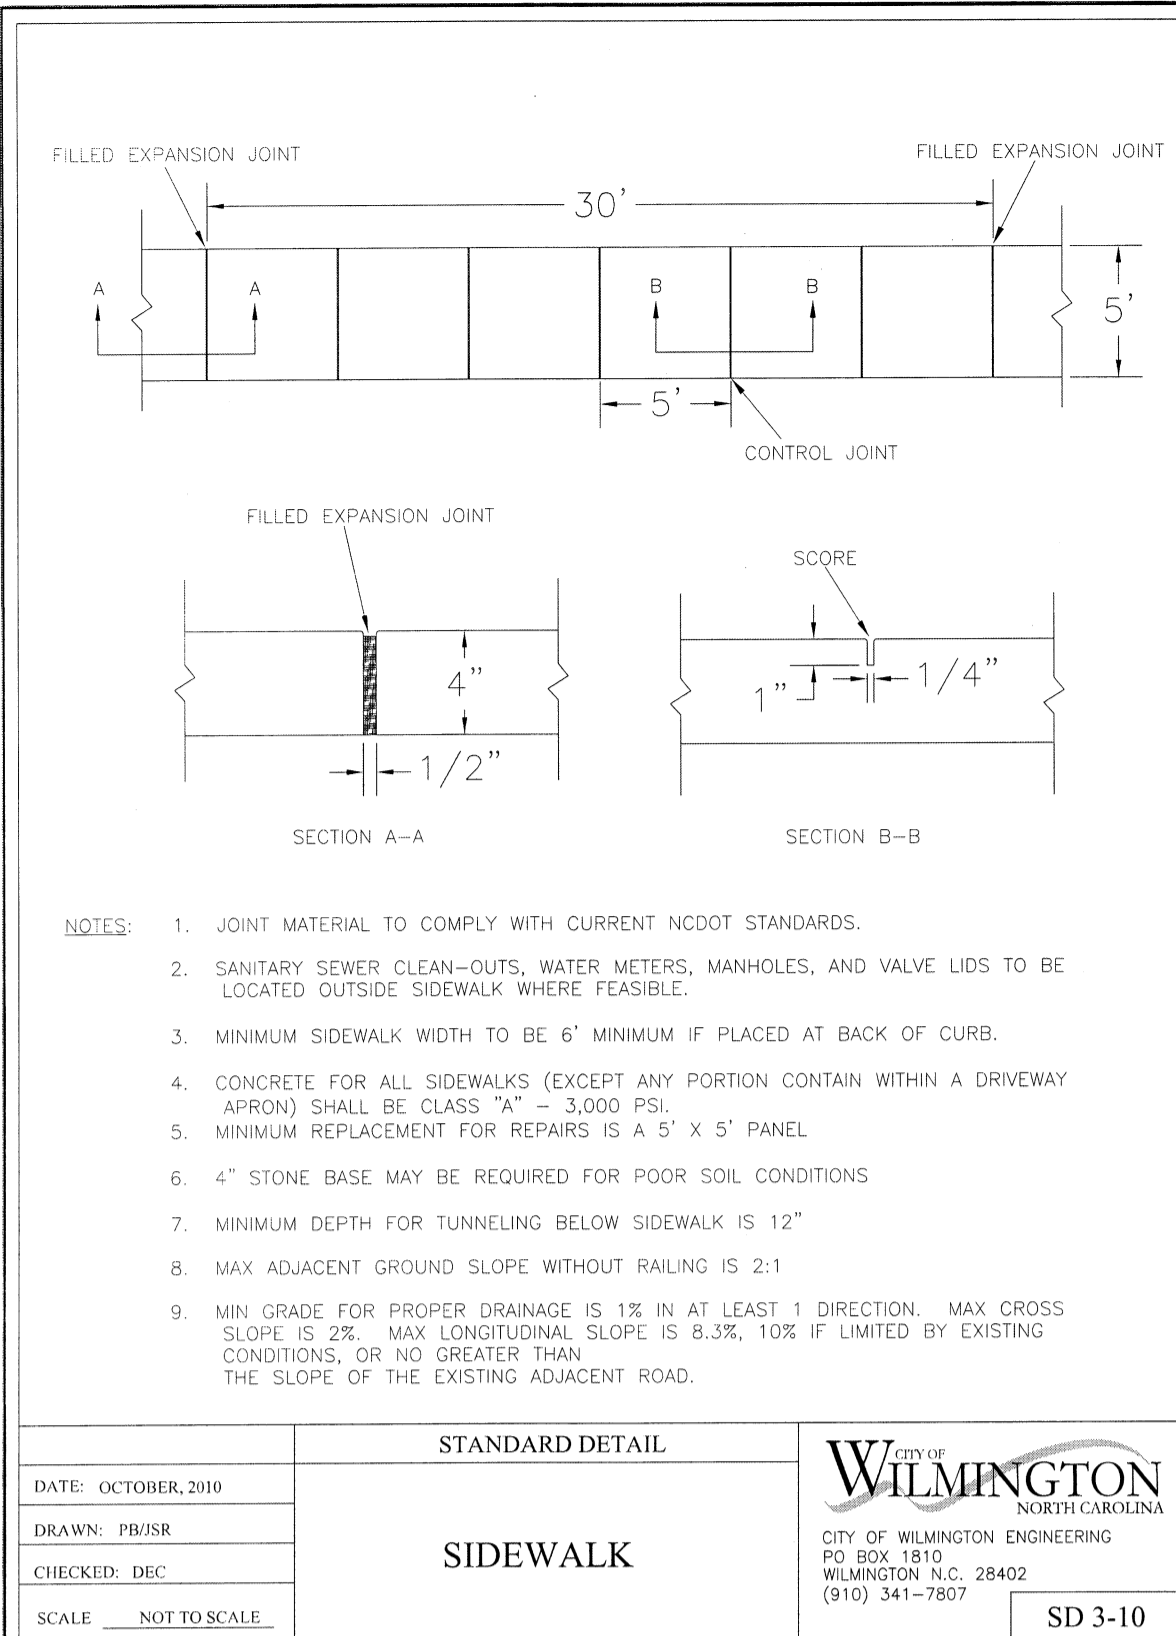 FILLED EXPANSION JOINT
FILLED EXPANSION JOINT
30'
A
A
B
B
5'
5'
CONTROL JOINT
FILLED EXPANSION JOINT
SCORE
4"
1"
1/4"
1/2"
SECTION A-A
SECTION B-B
NOTES:
1. JOINT MATERIAL TO COMPLY WITH CURRENT NCDOT STANDARDS.
2. SANITARY SEWER CLEAN-OUTS, WATER METERS, MANHOLES, AND VALVE LIDS TO BE
LOCATED OUTSIDE SIDEWALK WHERE FEASIBLE.
3. MINIMUM SIDEWALK WIDTH TO BE 6' MINIMUM IF PLACED AT BACK OF CURB.
4. CONCRETE FOR ALL SIDEWALKS (EXCEPT ANY PORTION CONTAIN WITHIN A DRIVEWAY
APRON) SHALL BE CLASS "A" - 3,000 PSI.
5. MINIMUM REPLACEMENT FOR REPAIRS IS A 5' X 5' PANEL
6. 4" STONE BASE MAY BE REQUIRED FOR POOR SOIL CONDITIONS
7. MINIMUM DEPTH FOR TUNNELING BELOW SIDEWALK IS 12"
8. MAX ADJACENT GROUND SLOPE WITHOUT RAILING IS 2:1
9. MIN GRADE FOR PROPER DRAINAGE IS 1% IN AT LEAST 1 DIRECTION. MAX CROSS
SLOPE IS 2%. MAX LONGITUDINAL SLOPE IS 8.3%, 10% IF LIMITED BY EXISTING
CONDITIONS, OR NO GREATER THAN
THE SLOPE OF THE EXISTING ADJACENT ROAD.
DATE: OCTOBER, 2010
DRAWN: PB/JSR
CHECKED: DEC
SCALE NOT TO SCALE
STANDARD DETAIL
SIDEWALK
CITY OF
WILMINGTON
NORTH CAROLINA
CITY OF WILMINGTON ENGINEERING
PO BOX 1810
WILMINGTON N.C. 28402
(910) 341-7807
SD 3-10